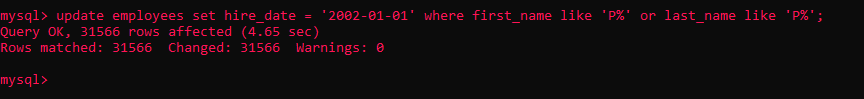 mysql> update employees set hire_date = '2002-01-01' where first_name like 'P%' or last_name like 'P%';
Query OK, 31566 rows affected (4.65 sec)
Rows matched: 31566  Changed: 31566  Warnings: 0
mysql>